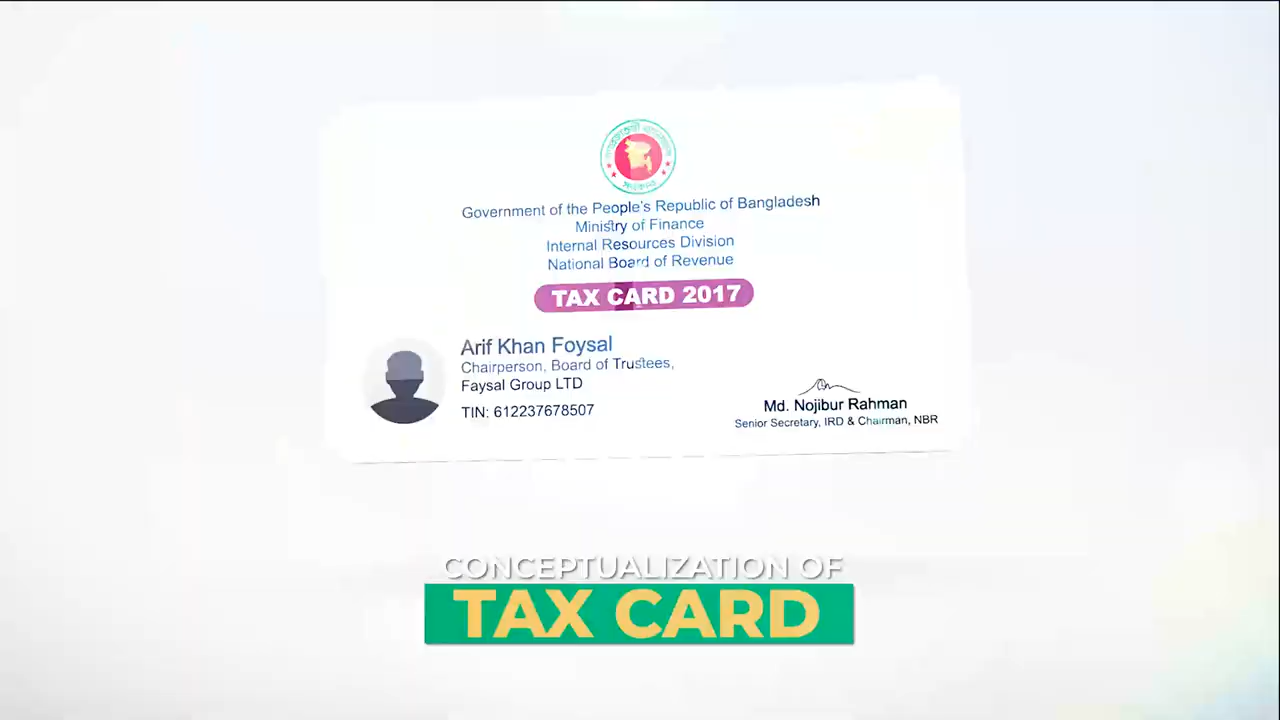 Government of the People's Republic of Bangladesh
Ministry of Finance
Internal Resources Division
National Board of Revenue
TAX CARD 2017
Arif Khan Foysal
Chairperson, Board of Trustees,
Faysal Group LTD
TIN: 612237678507
Md. Nojibur Rahman
Senior Secretary, IRD & Chairman, NBR
CONCEPTUALIZATION OF
TAX CARD